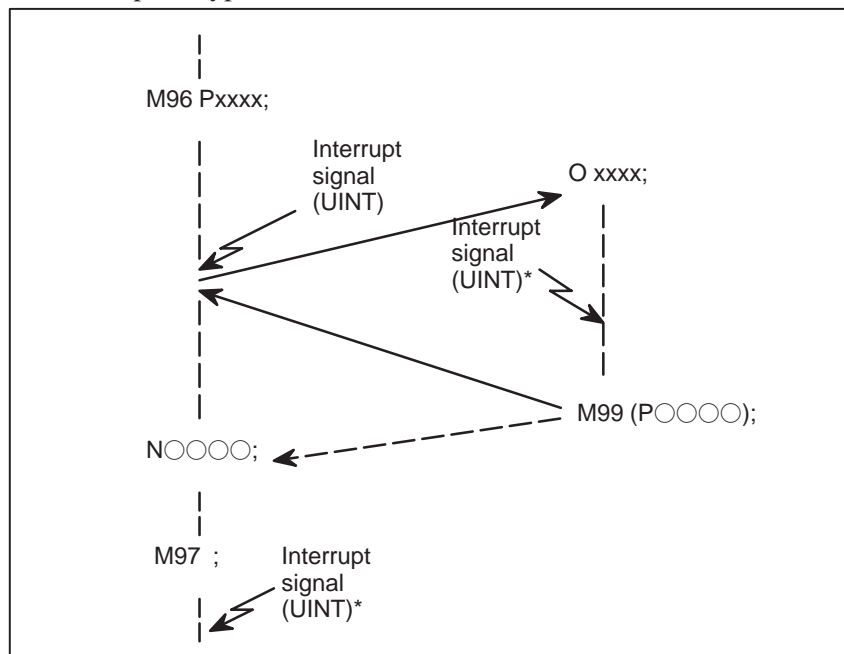 M96 Pxxxx;
Interrupt
signal
(UINT)
O xxxx;
Interrupt
signal
(UINT)*
M99 (P○○○○);
N○○○○;
M97 ;
Interrupt
signal
(UINT)*